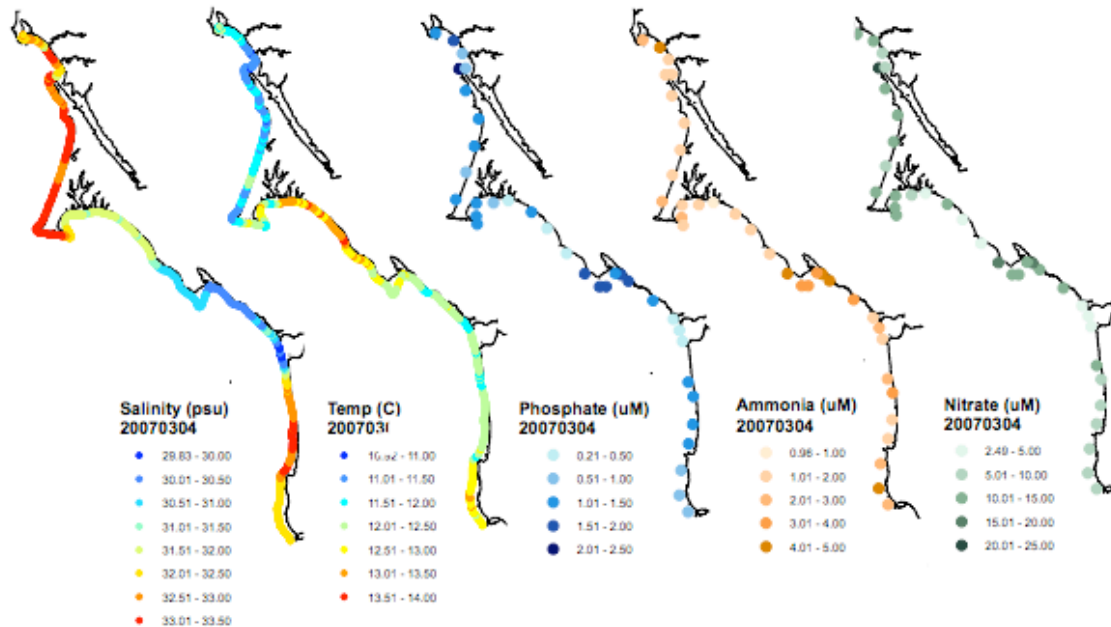 Salinity (psu)
20070304
29.83 - 30.00
30.01 - 30.50
30.51 - 31.00
31.01 - 31.50
31.51 - 32.00
32.01 - 32.50
32.51 - 33.00
33.01 - 33.50
Temp (C)
2007030
10.92 - 11.00
11.01 - 11.50
11.51 - 12.00
12.01 - 12.50
12.51 - 13.00
13.01 - 13.50
13.51 - 14.00
Phosphate (uM)
20070304
0.21 - 0.50
0.51 - 1.00
1.01 - 1.50
1.51 - 2.00
2.01 - 2.50
Ammonia (uM)
20070304
0.98 - 1.00
1.01 - 2.00
2.01 - 3.00
3.01 - 4.00
4.01 - 5.00
Nitrate (uM)
20070304
2.49 - 5.00
5.01 - 10.00
10.01 - 15.00
15.01 - 20.00
20.01 - 25.00